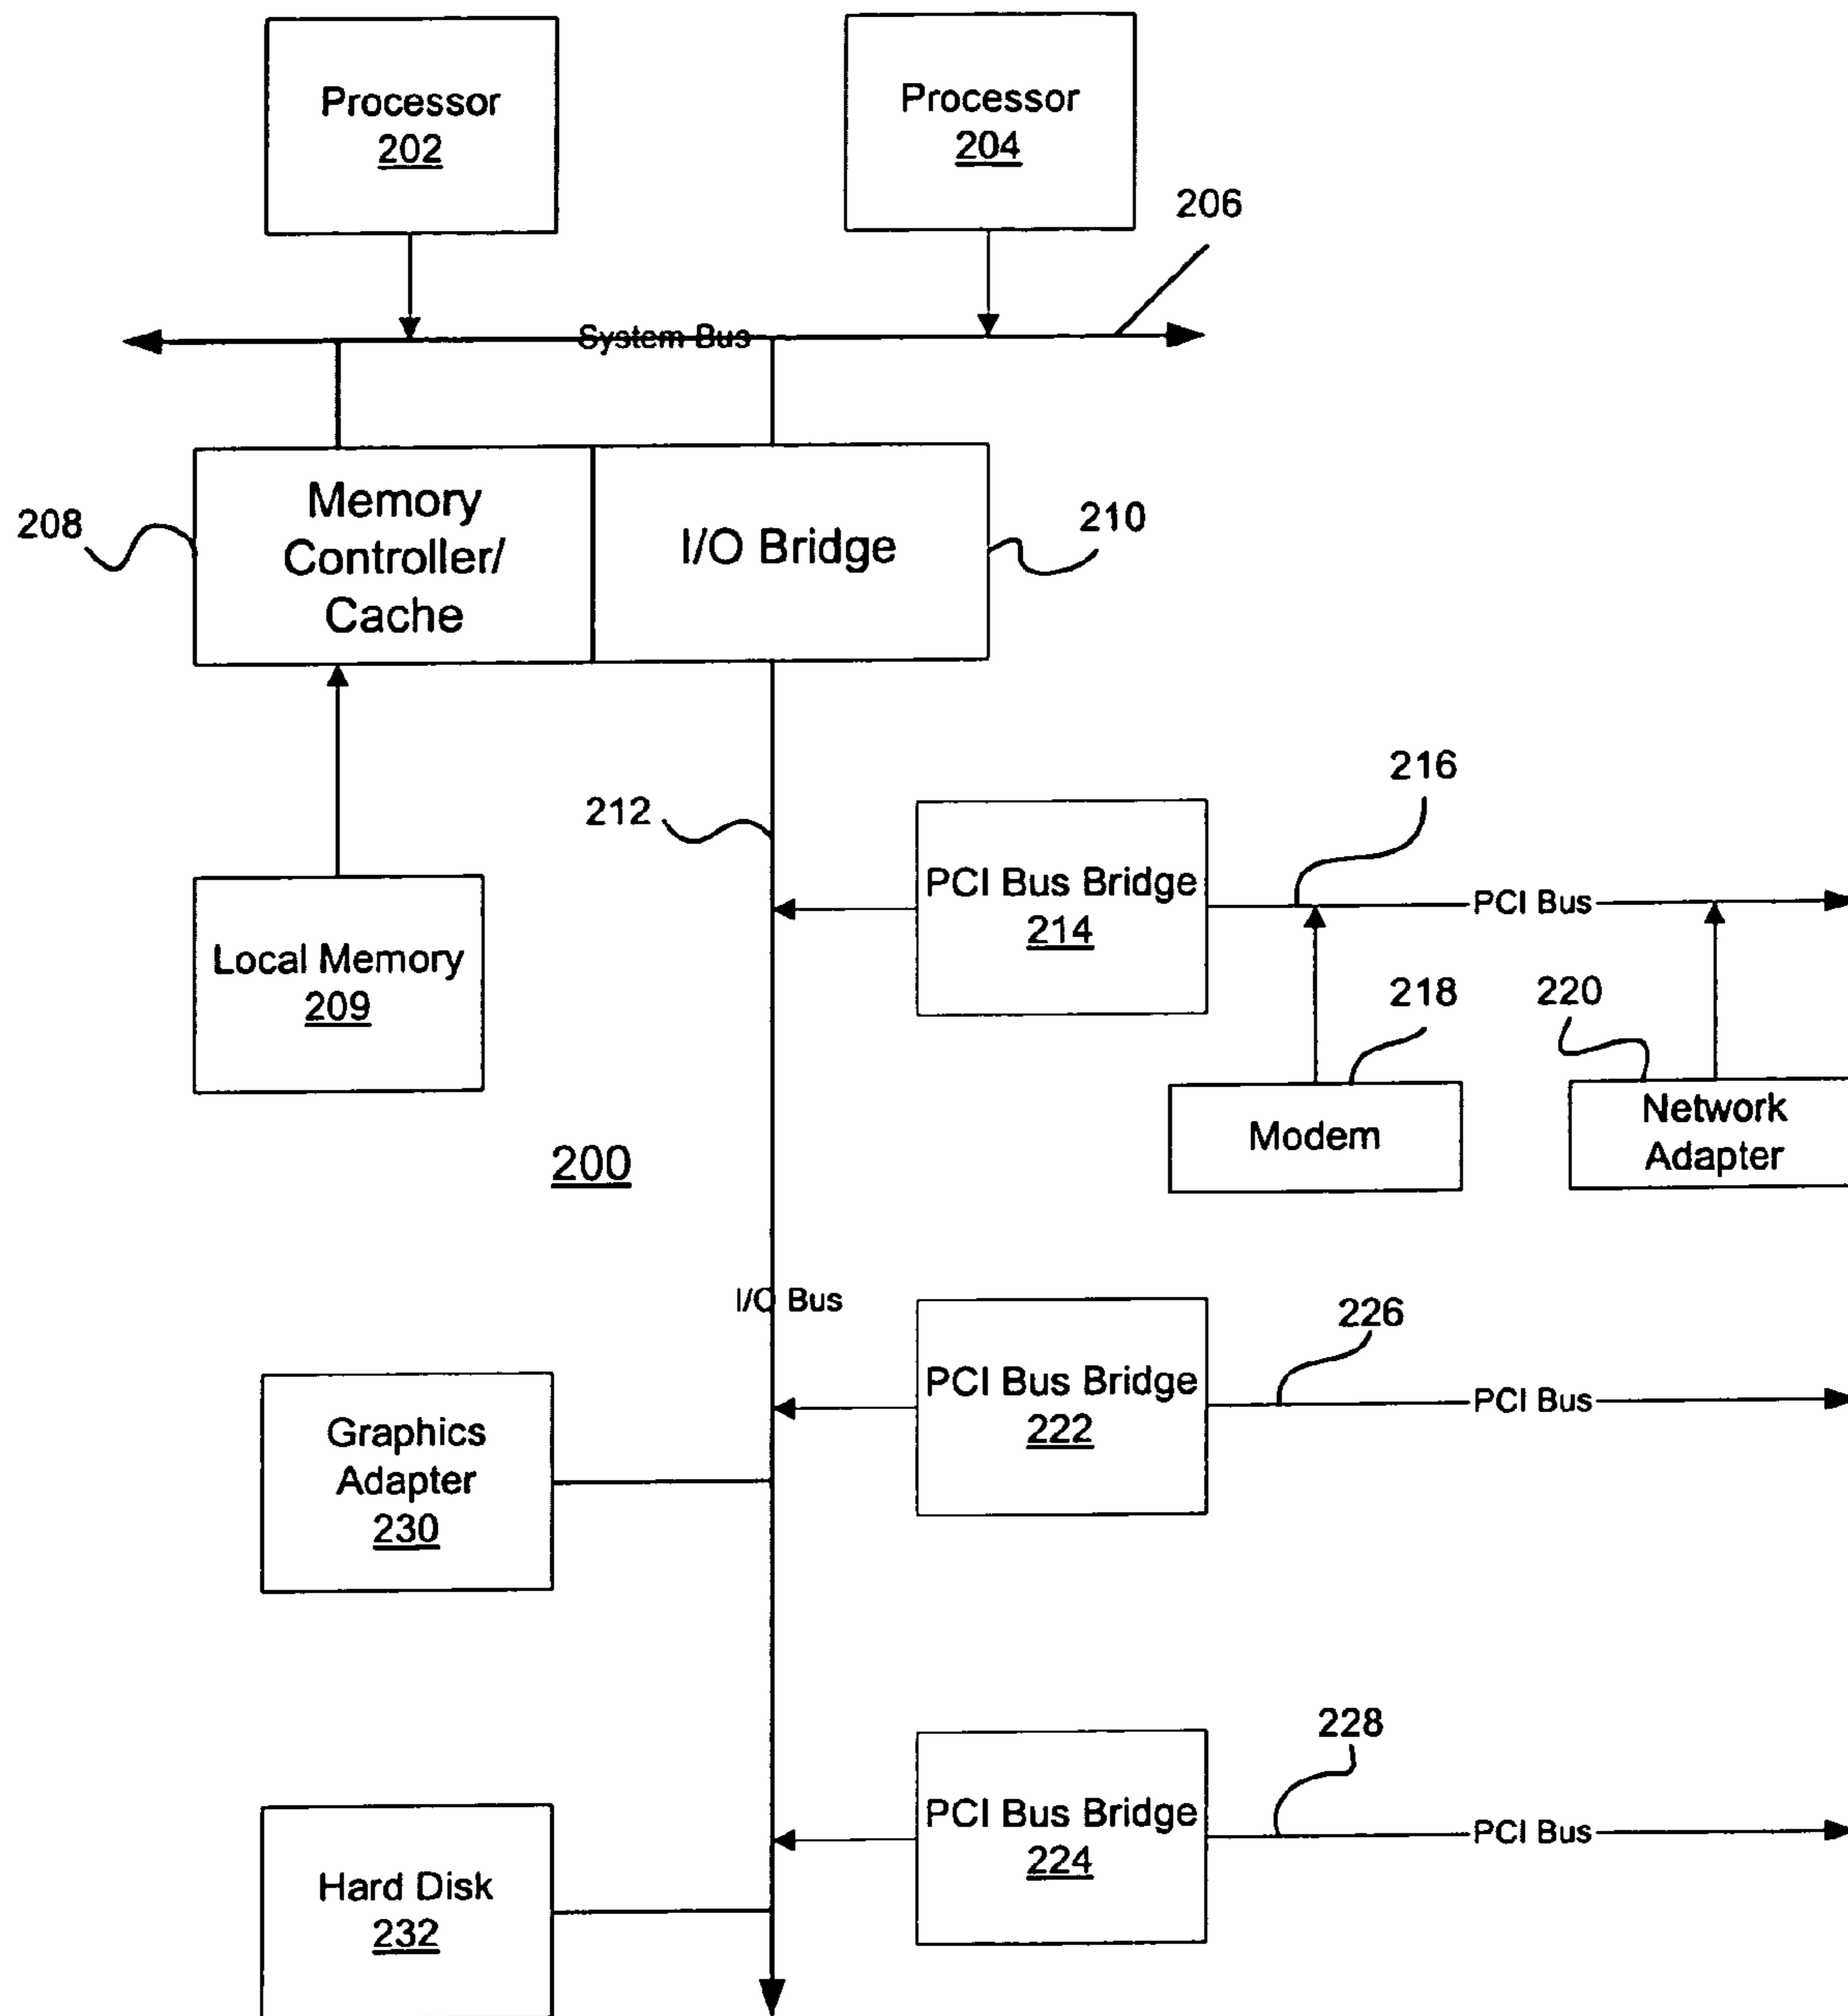 Processor
202
Processor
204
206
System Bus
208
Memory
Controller/
Cache
I/O Bridge
210
216
212
PCI Bus Bridge
214
PCI Bus
Local Memory
209
218
220
Modem
Network
Adapter
200
I/O Bus
226
PCI Bus Bridge
222
PCI Bus
Graphics
Adapter
230
228
PCI Bus Bridge
224
PCI Bus
Hard Disk
232